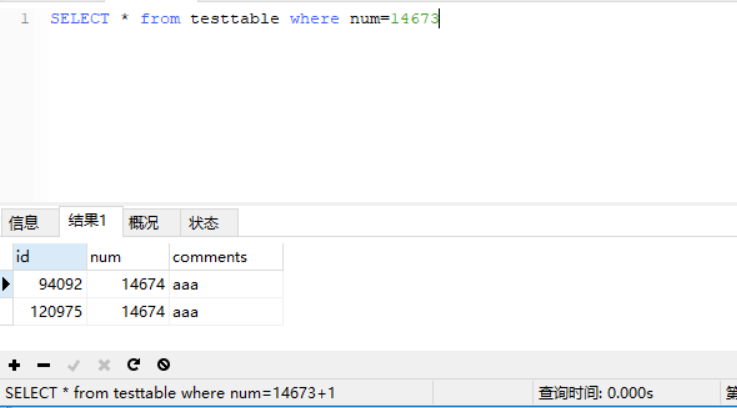 1 SELECT * from testtable where num=14673
信息 结果1 概况 状态
id num comments
94092 14674 aaa
120975 14674 aaa
SELECT * from testtable where num=14673+1 查询时间: 0.000s 第